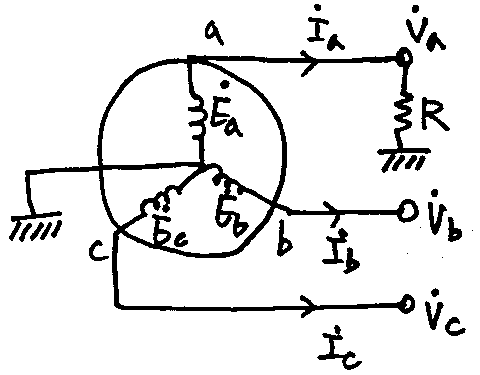 a İa V̇a
Ėa R
Ėc Ėb
c b İb V̇b
İc V̇c